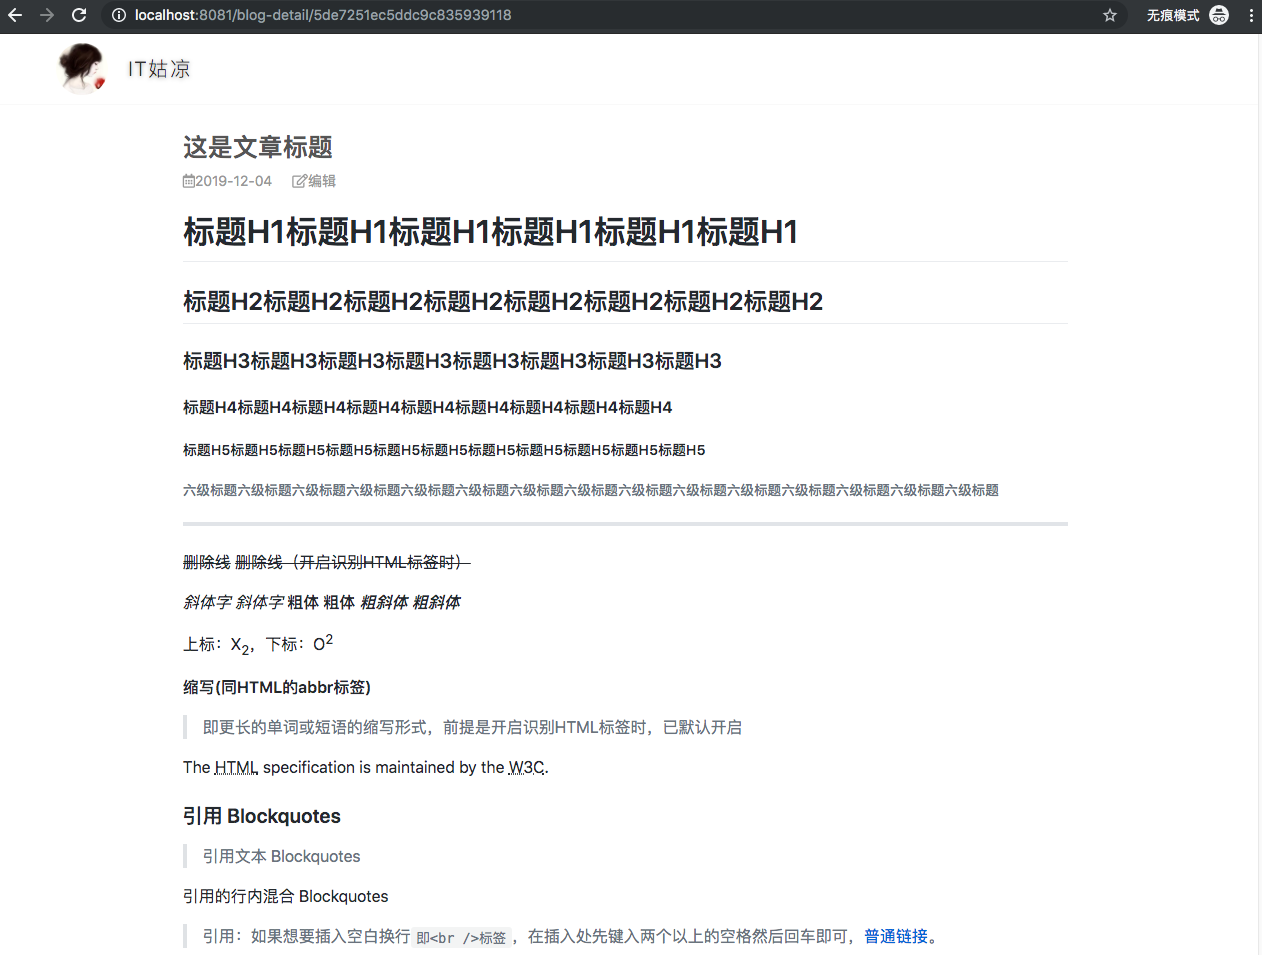 localhost:8081/blog-detail/5de7251ec5ddc9c835939118
无痕模式
IT姑凉
这是文章标题
2019-12-04 编辑
标题H1标题H1标题H1标题H1标题H1标题H1
标题H2标题H2标题H2标题H2标题H2标题H2标题H2标题H2
标题H3标题H3标题H3标题H3标题H3标题H3标题H3标题H3
标题H4标题H4标题H4标题H4标题H4标题H4标题H4标题H4标题H4
标题H5标题H5标题H5标题H5标题H5标题H5标题H5标题H5标题H5标题H5标题H5
六级标题六级标题六级标题六级标题六级标题六级标题六级标题六级标题六级标题六级标题六级标题六级标题六级标题六级标题六级标题
删除线 删除线（开启识别HTML标签时）
斜体字 斜体字 粗体 粗体 粗斜体 粗斜体
上标：X2，下标：O2
缩写(同HTML的abbr标签)
即更长的单词或短语的缩写形式，前提是开启识别HTML标签时，已默认开启
The HTML specification is maintained by the W3C.
引用 Blockquotes
引用文本 Blockquotes
引用的行内混合 Blockquotes
引用：如果想要插入空白换行即<br />标签，在插入处先键入两个以上的空格然后回车即可，普通链接。